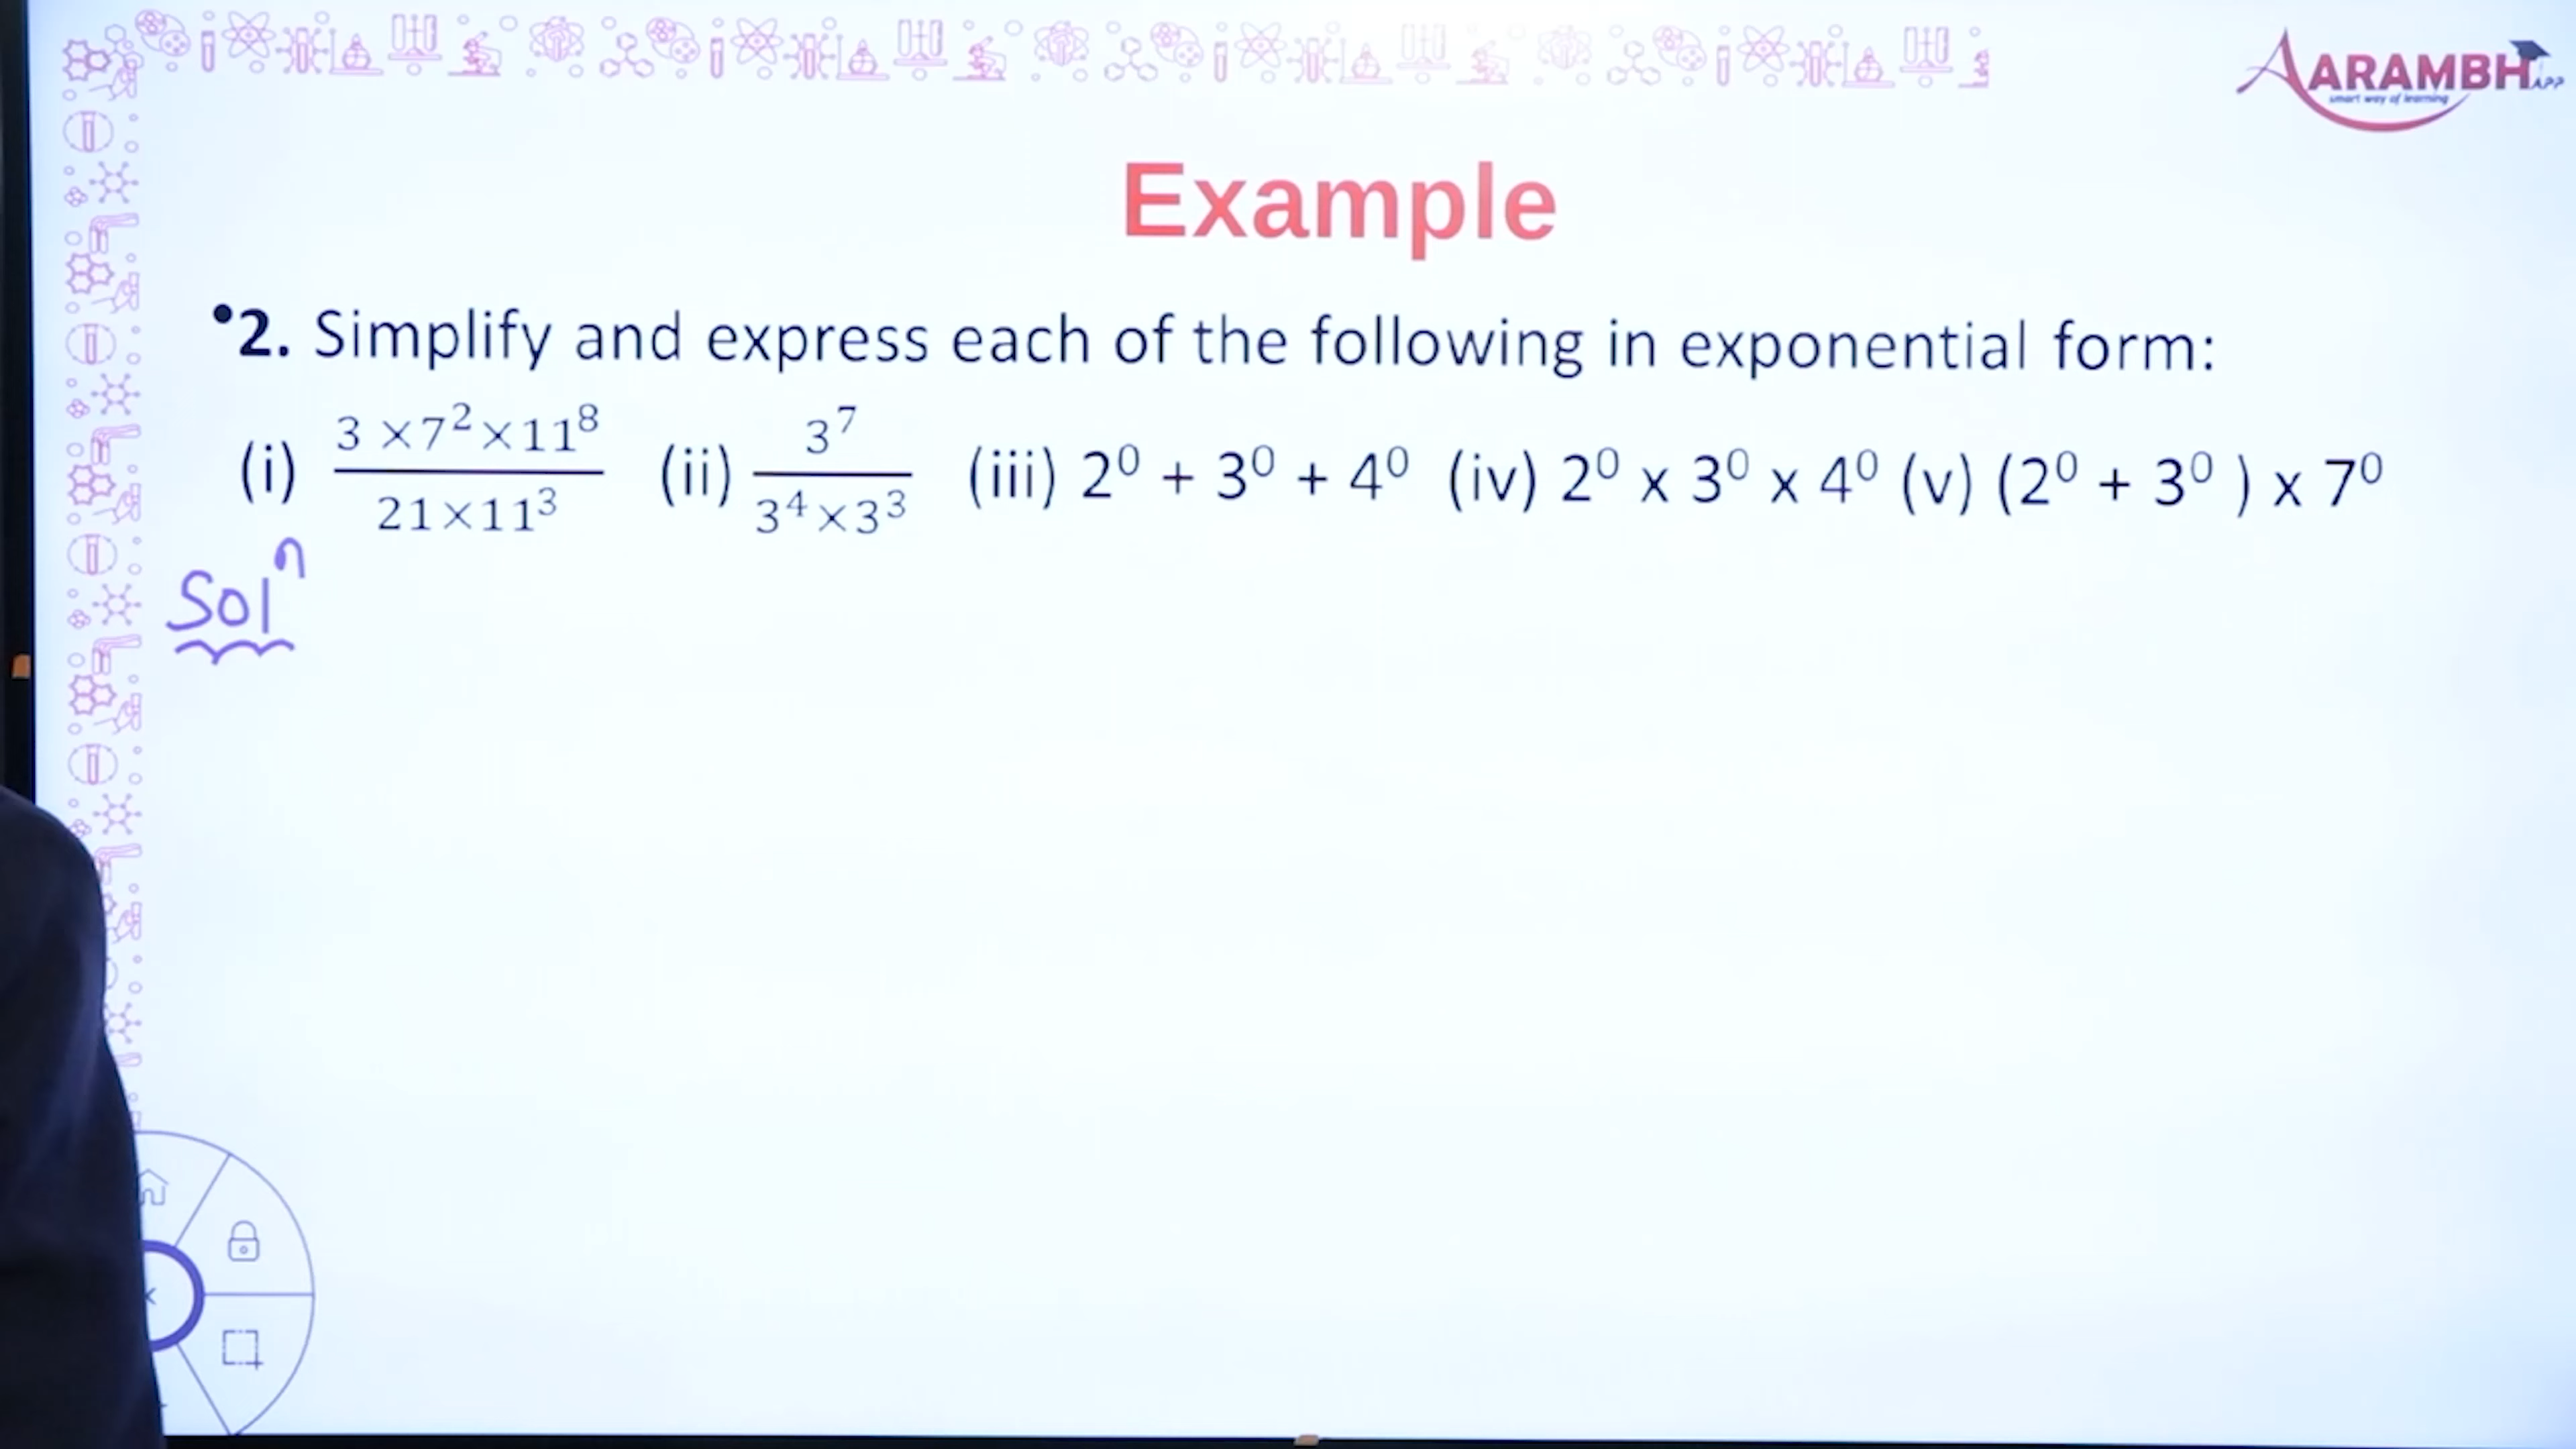 AARAMBH APP
smart way of learning
Example
•2. Simplify and express each of the following in exponential form:
(i) 3 ×7²×11⁸ / 21×11³ (ii) 3⁷ / 3⁴×3³ (iii) 2⁰ + 3⁰ + 4⁰ (iv) 2⁰ x 3⁰ x 4⁰ (v) (2⁰ + 3⁰ ) x 7⁰
Solⁿ